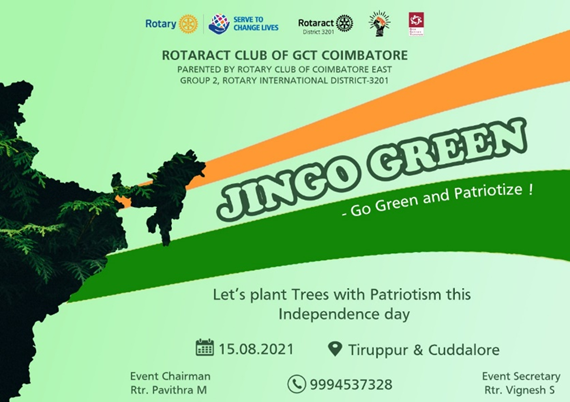 Rotary
SERVE TO
CHANGE LIVES
Rotaract
District 3201
ROTARACT CLUB OF GCT COIMBATORE
PARENTED BY ROTARY CLUB OF COIMBATORE EAST
GROUP 2, ROTARY INTERNATIONAL DISTRICT-3201
JINGO GREEN
- Go Green and Patriotize !
Let's plant Trees with Patriotism this
Independence day
15.08.2021
Tiruppur & Cuddalore
Event Chairman
Rtr. Pavithra M
9994537328
Event Secretary
Rtr. Vignesh S